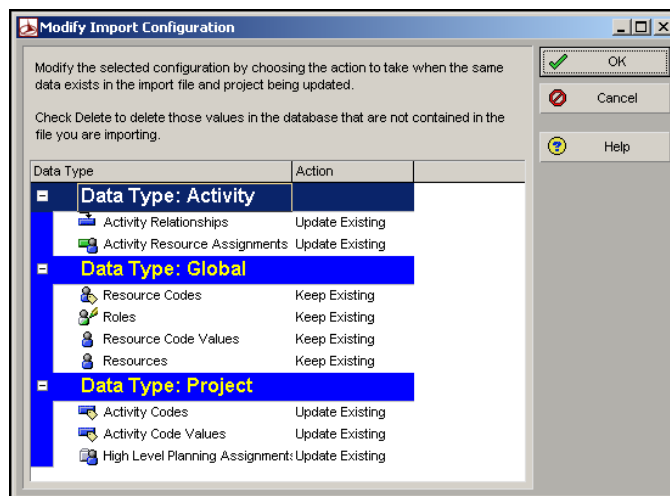 Modify Import Configuration
Modify the selected configuration by choosing the action to take when the same
data exists in the import file and project being updated.
Check Delete to delete those values in the database that are not contained in the
file you are importing.
OK
Cancel
Help
Data Type Action
Data Type: Activity
Activity Relationships Update Existing
Activity Resource Assignments Update Existing
Data Type: Global
Resource Codes Keep Existing
Roles Keep Existing
Resource Code Values Keep Existing
Resources Keep Existing
Data Type: Project
Activity Codes Update Existing
Activity Code Values Update Existing
High Level Planning Assignment Update Existing